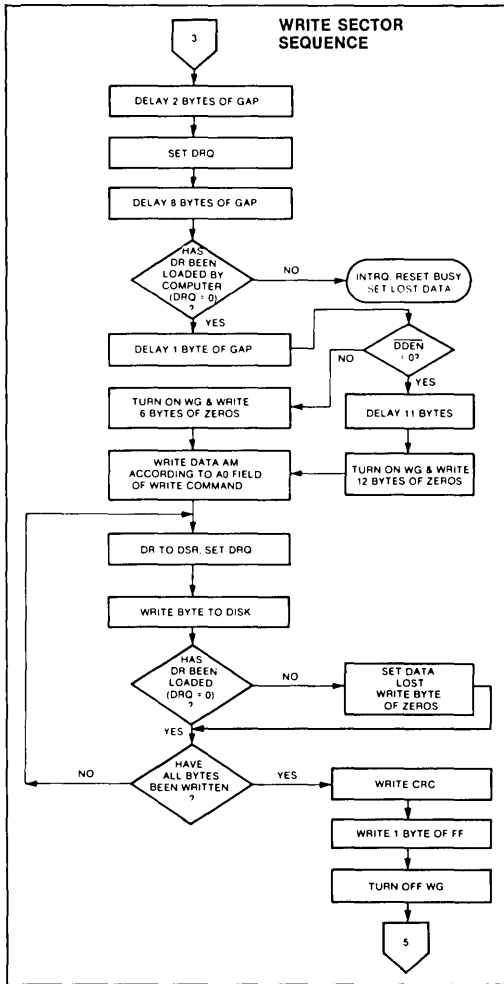 WRITE SECTOR
SEQUENCE
3
DELAY 2 BYTES OF GAP
SET DRQ
DELAY 8 BYTES OF GAP
HAS
DR BEEN
LOADED BY
COMPUTER
(DRQ = 0)
?
NO
INTRQ. RESET BUSY
SET LOST DATA
YES
DELAY 1 BYTE OF GAP
DDEN
= 0?
NO
YES
TURN ON WG & WRITE
6 BYTES OF ZEROS
DELAY 11 BYTES
WRITE DATA AM
ACCORDING TO A0 FIELD
OF WRITE COMMAND
TURN ON WG & WRITE
12 BYTES OF ZEROS
DR TO DSR. SET DRQ
WRITE BYTE TO DISK
HAS
DR BEEN
LOADED
(DRQ = 0)
?
NO
SET DATA
LOST
WRITE BYTE
OF ZEROS
YES
HAVE
ALL BYTES
BEEN WRITTEN
?
NO
YES
WRITE CRC
WRITE 1 BYTE OF FF
TURN OFF WG
5